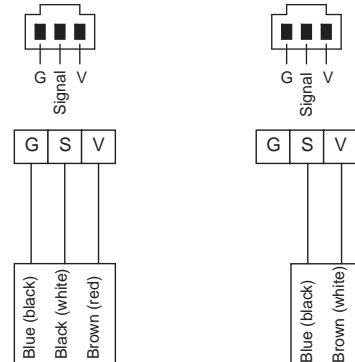 G Signal V
G Signal V
G S V
G S V
Blue (black)
Black (white)
Brown (red)
Blue (black)
Brown (white)